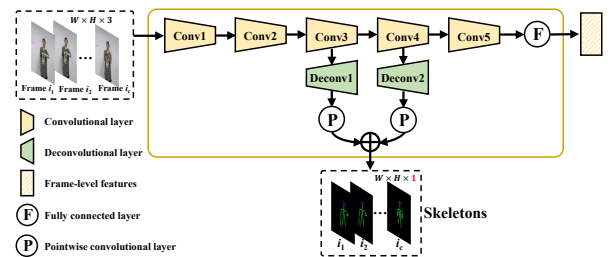 W × H × 3
Frame i1 Frame i2 ... Frame ic
Conv1 Conv2 Conv3 Conv4 Conv5 F
Deconv1 Deconv2
P P
Convolutional layer
Deconvolutional layer
Frame-level features
F Fully connected layer
P Pointwise convolutional layer
W × H × 1
i1 i2 ... ic
Skeletons